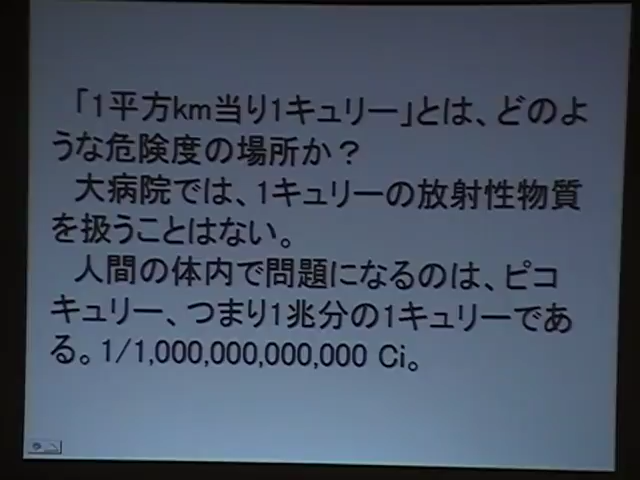 「1平方km当り1キュリー」とは、どのよ
うな危険度の場所か?
大病院では、1キュリーの放射性物質
を扱うことはない。
人間の体内で問題になるのは、ピコ
キュリー、つまり1兆分の1キュリーであ
る。1/1,000,000,000,000 Ci。